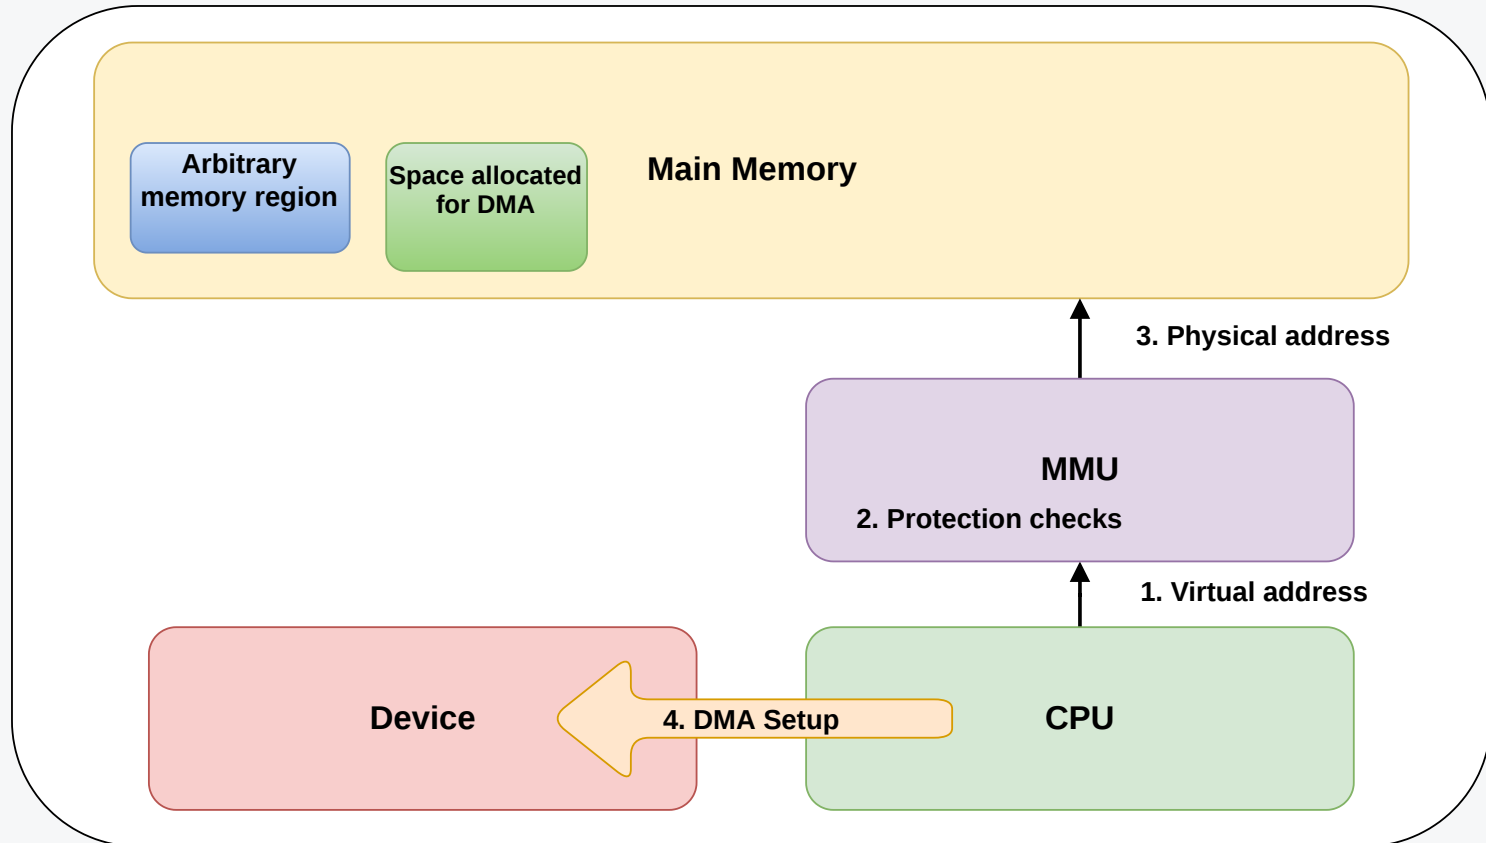 Arbitrary
memory region
Space allocated
for DMA
Main Memory
3. Physical address
MMU
2. Protection checks
1. Virtual address
Device
4. DMA Setup
CPU